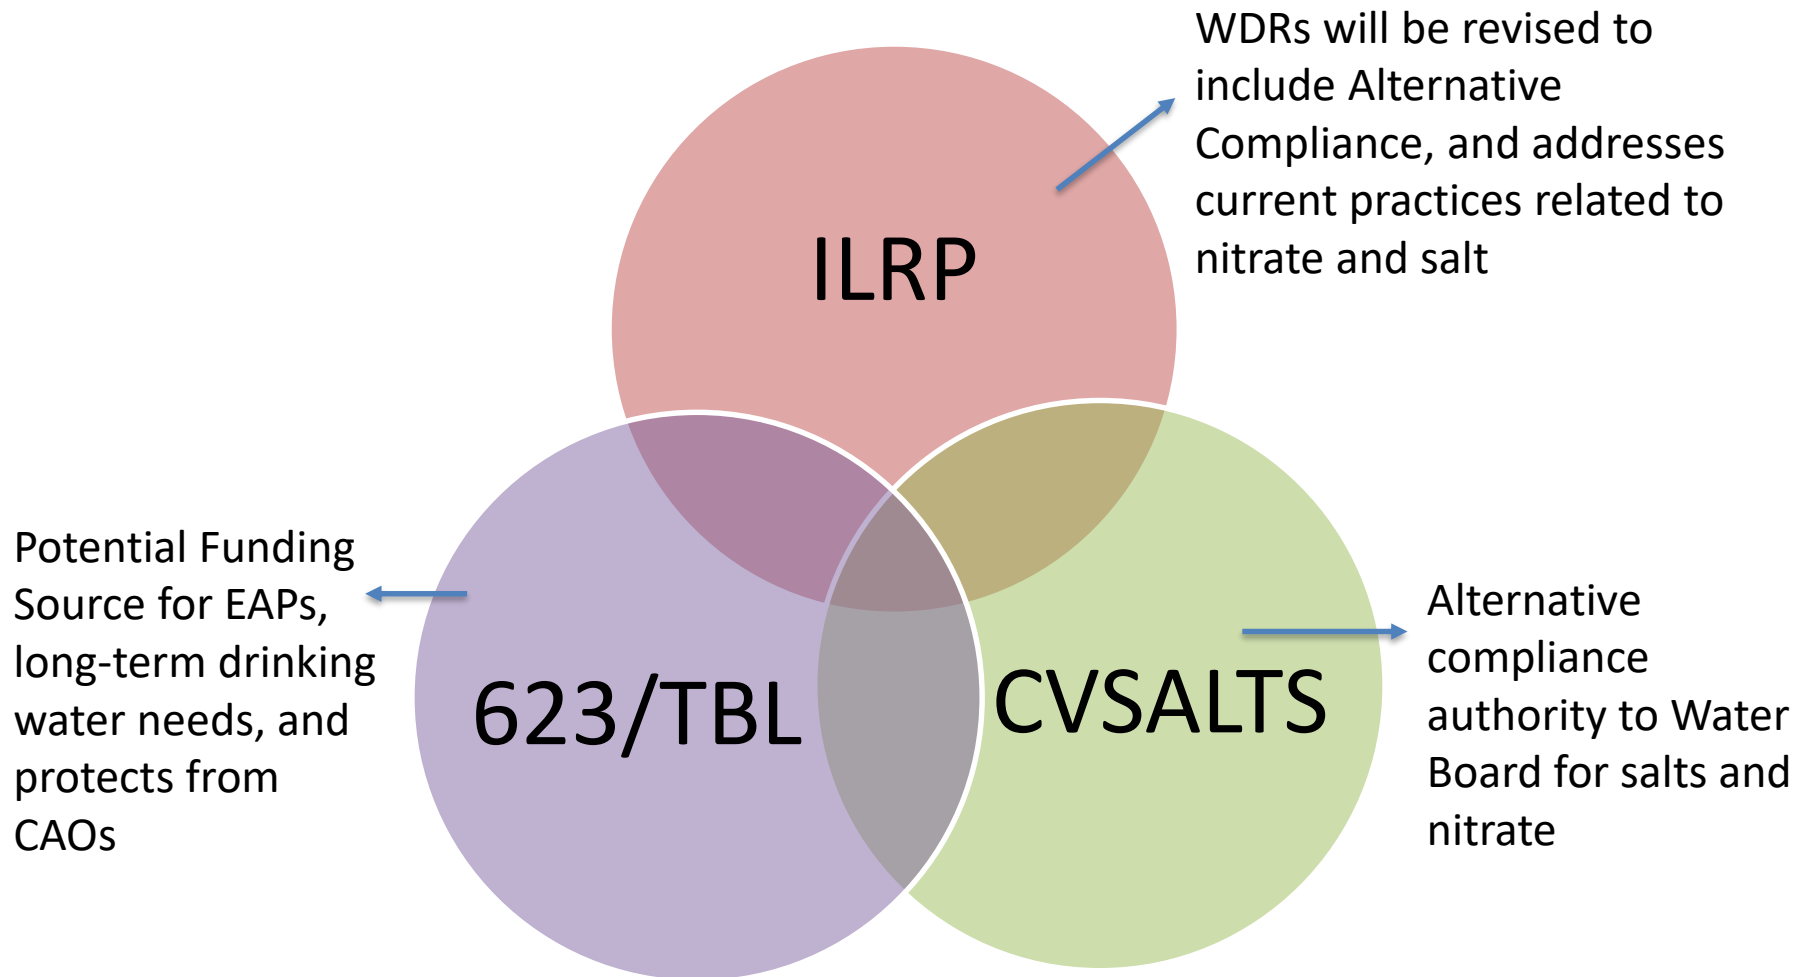 WDRs will be revised to
include Alternative
Compliance, and addresses
current practices related to
nitrate and salt
ILRP
Potential Funding
Source for EAPs,
long-term drinking
water needs, and
protects from
CAOs
623/TBL
CVSALTS
Alternative
compliance
authority to Water
Board for salts and
nitrate